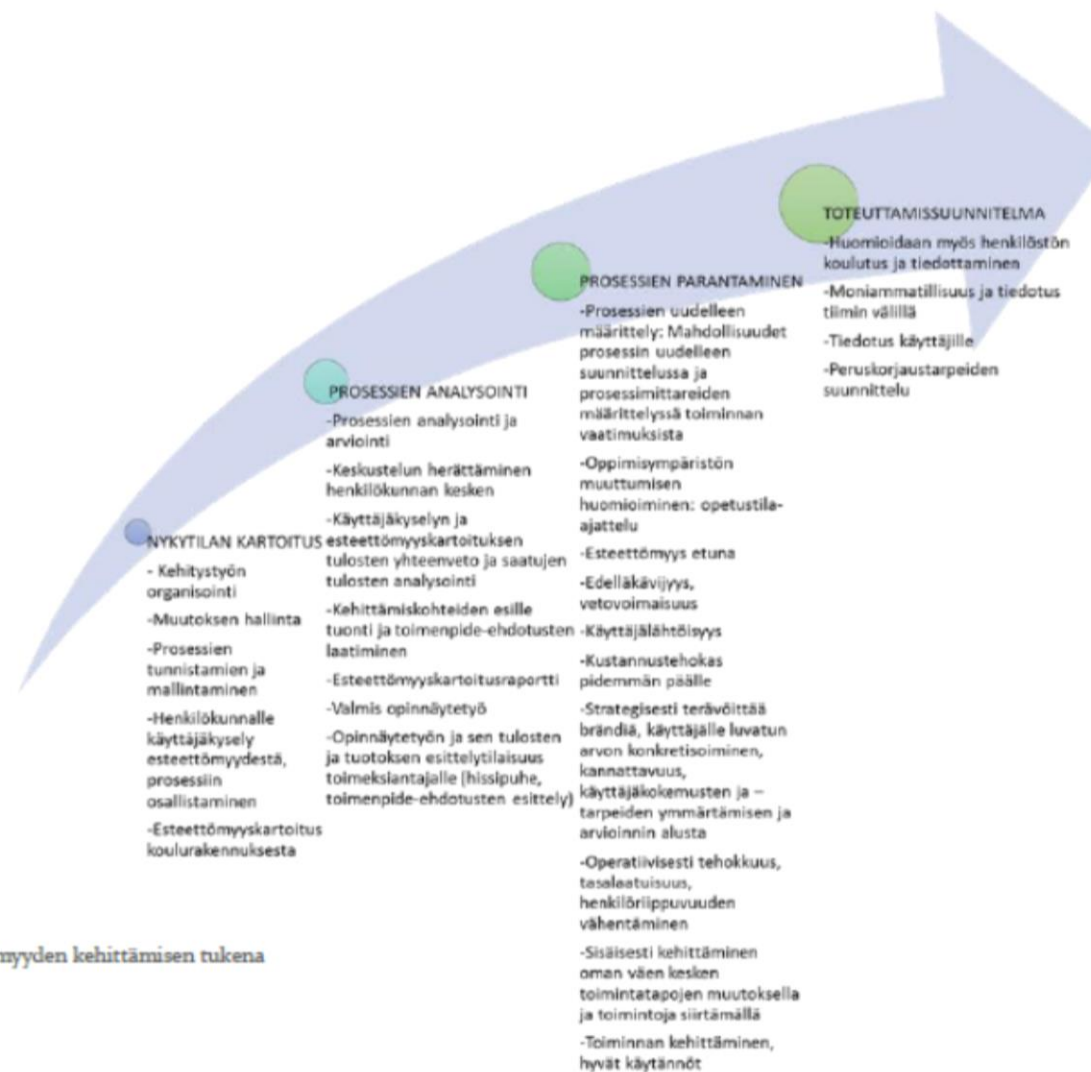 NYKYTILAN KARTOITUS
- Kehitystyön
organisointi
-Muutoksen hallinta
-Prosessien
tunnistamien ja
mallintaminen
-Henkilökunnalle
käyttäjäkysely
esteettömyydestä,
prosessiin
osallistaminen
-Esteettömyyskartoitus
koulurakennuksesta
PROSESSIEN ANALYSOINTI
-Prosessien analysointi ja
arviointi
-Keskustelun herättäminen
henkilökunnan kesken
-Käyttäjäkyselyn ja
esteettömyyskartoituksen
tulosten yhteenveto ja saatujen
tulosten analysointi
-Kehittämiskohteiden esille
tuonti ja toimenpide-ehdotusten
laatiminen
-Esteettömyyskartoitusraportti
-Valmis opinnäytetyö
-Opinnäytetyön ja sen tulosten
ja tuotoksen esittelytilaisuus
toimeksiantajalle (hissipuhe,
toimenpide-ehdotusten esittely)
PROSESSIEN PARANTAMINEN
-Prosessien uudelleen
määrittely: Mahdollisuudet
prosessin uudelleen
suunnittelussa ja
prosessimittareiden
määrittelyssä toiminnan
vaatimuksista
-Oppimisympäristön
muuttumisen
huomioiminen: opetustila-
ajattelu
-Esteettömyys etuna
-Edelläkävijyys,
vetovoimaisuus
-Käyttäjälähtöisyys
-Kustannustehokas
pidemmän päälle
-Strategisesti terävöittää
brändiä, käyttäjälle luvatun
arvon konkretisoiminen,
kannattavuus,
käyttäjäkokemusten ja –
tarpeiden ymmärtämisen ja
arvioinnin alusta
-Operatiivisesti tehokkuus,
tasalaatuisuus,
henkilöriippuvuuden
vähentäminen
-Sisäisesti kehittäminen
oman väen kesken
toimintatapojen muutoksella
ja toimintoja siirtämällä
-Toiminnan kehittäminen,
hyvät käytännöt
TOTEUTTAMISSUUNNITELMA
-Huomioidaan myös henkilöstön
koulutus ja tiedottaminen
-Moniammatillisuus ja tiedotus
tiimin välillä
-Tiedotus käyttäjille
-Peruskorjaustarpeiden
suunnittelu
myyden kehittämisen tukena